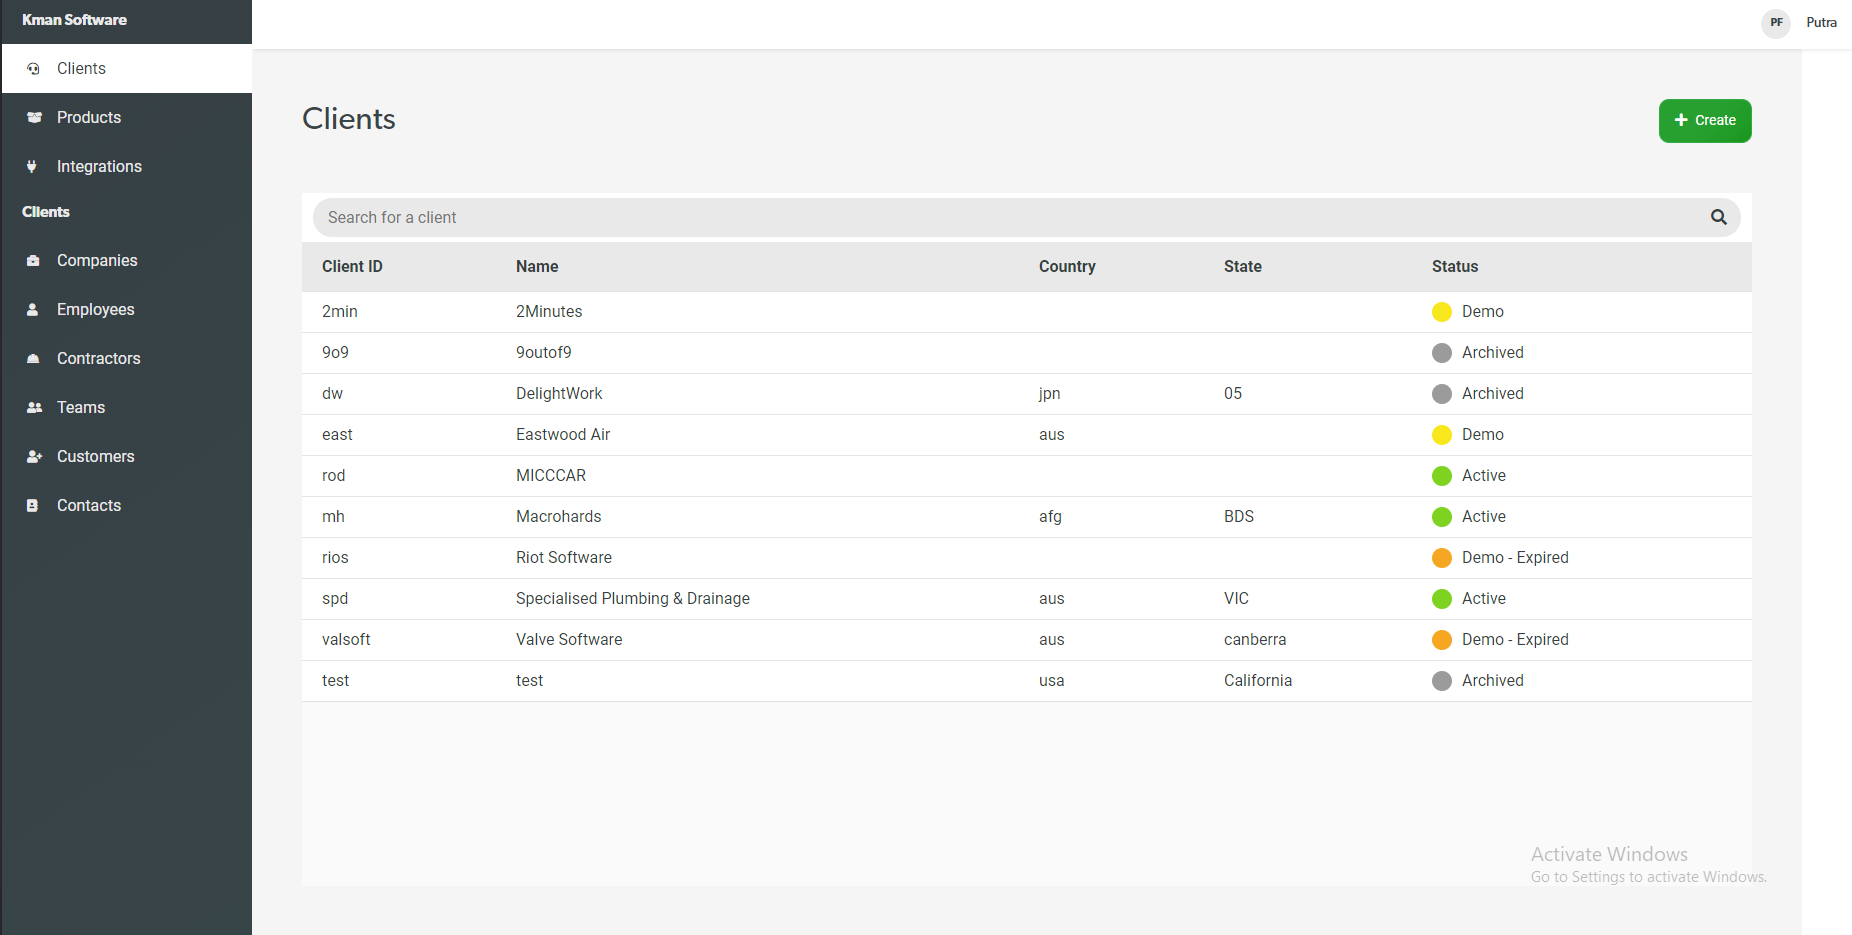 Kman Software
PF Putra
Clients
Products
Integrations
Clients
Companies
Employees
Contractors
Teams
Customers
Contacts
Clients
Create
Search for a client
Client ID Name Country State Status
2min 2Minutes Demo
9o9 9outof9 Archived
dw DelightWork jpn 05 Archived
east Eastwood Air aus Demo
rod MICCCAR Active
mh Macrohards afg BDS Active
rios Riot Software Demo - Expired
spd Specialised Plumbing & Drainage aus VIC Active
valsoft Valve Software aus canberra Demo - Expired
test test usa California Archived
Activate Windows
Go to Settings to activate Windows.